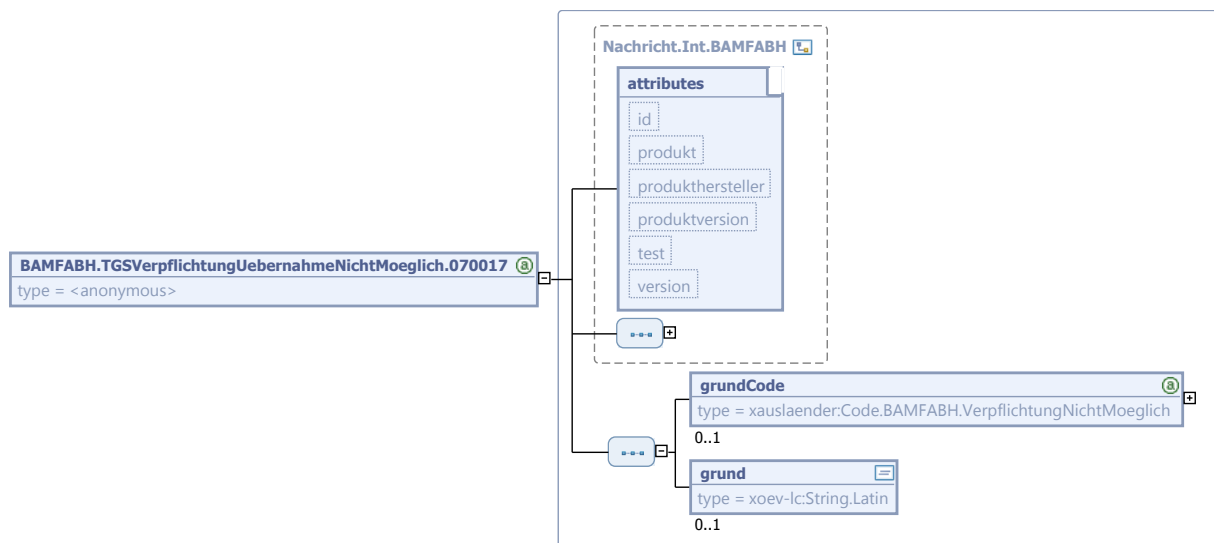 Nachricht.Int.BAMFABH
attributes
id
produkt
produkthersteller
produktversion
test
version
BAMFABH.TGSVerpflichtungUebernahmeNichtMoeglich.070017
type = <anonymous>
grundCode
type = xauslaender:Code.BAMFABH.VerpflichtungNichtMoeglich
0..1
grund
type = xoev-lc:String.Latin
0..1